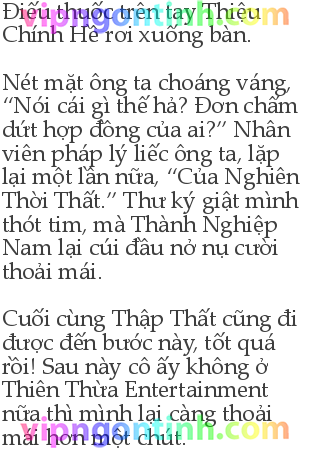 Điếu thuốc trên tay Thiệu
vipngontinh.com
Chính Hề rơi xuống bàn.
Nét mặt ông ta choáng váng,
“Nói cái gì thế hả? Đơn chấm
dứt hợp đồng của ai?” Nhân
viên pháp lý liếc ông ta, lặp
lại một lần nữa, “Của Nghiên
Thời Thất.” Thư ký giật mình
thót tim, mà Thành Nghiệp
Nam lại cúi đầu nở nụ cười
thoải mái.
Cuối cùng Thập Thất cũng đi
được đến bước này, tốt quá
rồi! Sau này cô ấy không ở
Thiên Thừa Entertainment
nữa thì mình lại càng thoải
vipngontinh.com
mái hơn một chút.